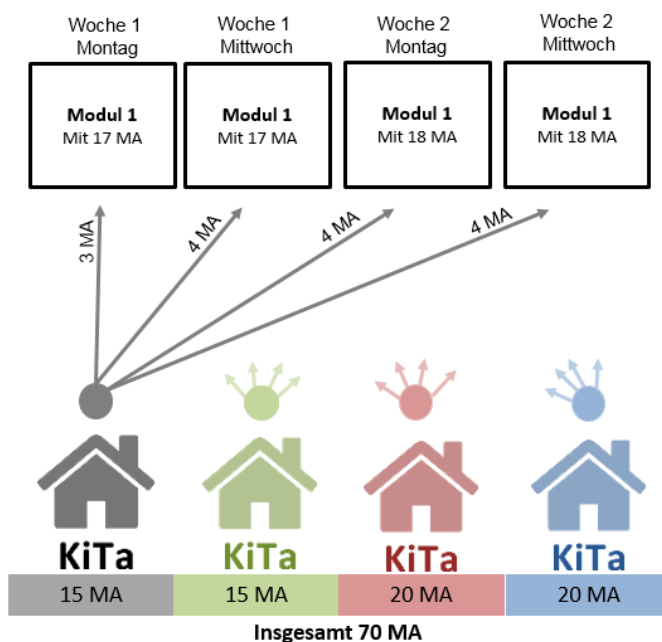 Woche 1
Montag
Woche 1
Mittwoch
Woche 2
Montag
Woche 2
Mittwoch
Modul 1
Mit 17 MA
Modul 1
Mit 17 MA
Modul 1
Mit 18 MA
Modul 1
Mit 18 MA
3 MA
4 MA
4 MA
4 MA
KiTa
KiTa
KiTa
KiTa
15 MA
15 MA
20 MA
20 MA
Insgesamt 70 MA